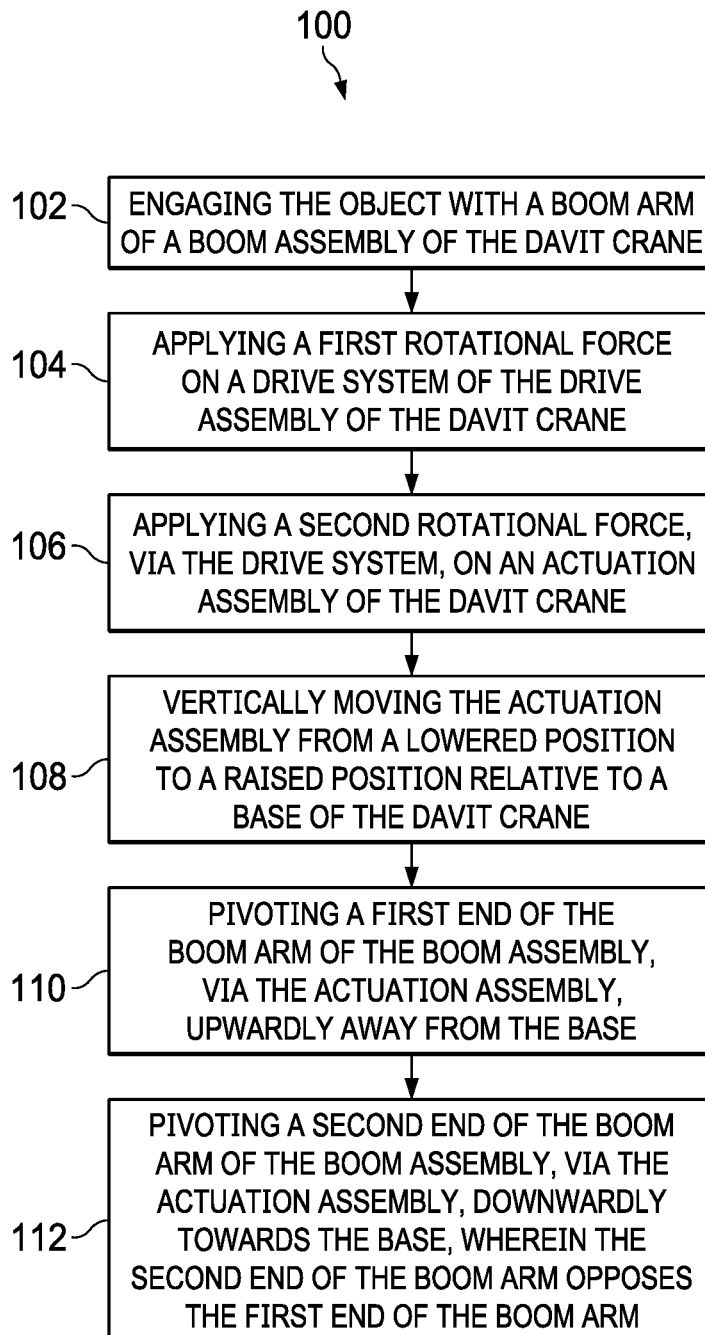 100
102
ENGAGING THE OBJECT WITH A BOOM ARM
OF A BOOM ASSEMBLY OF THE DAVIT CRANE
104
APPLYING A FIRST ROTATIONAL FORCE
ON A DRIVE SYSTEM OF THE DRIVE
ASSEMBLY OF THE DAVIT CRANE
106
APPLYING A SECOND ROTATIONAL FORCE,
VIA THE DRIVE SYSTEM, ON AN ACTUATION
ASSEMBLY OF THE DAVIT CRANE
108
VERTICALLY MOVING THE ACTUATION
ASSEMBLY FROM A LOWERED POSITION
TO A RAISED POSITION RELATIVE TO A
BASE OF THE DAVIT CRANE
110
PIVOTING A FIRST END OF THE
BOOM ARM OF THE BOOM ASSEMBLY,
VIA THE ACTUATION ASSEMBLY,
UPWARDLY AWAY FROM THE BASE
112
PIVOTING A SECOND END OF THE BOOM
ARM OF THE BOOM ASSEMBLY, VIA THE
ACTUATION ASSEMBLY, DOWNWARDLY
TOWARDS THE BASE, WHEREIN THE
SECOND END OF THE BOOM ARM OPPOSES
THE FIRST END OF THE BOOM ARM